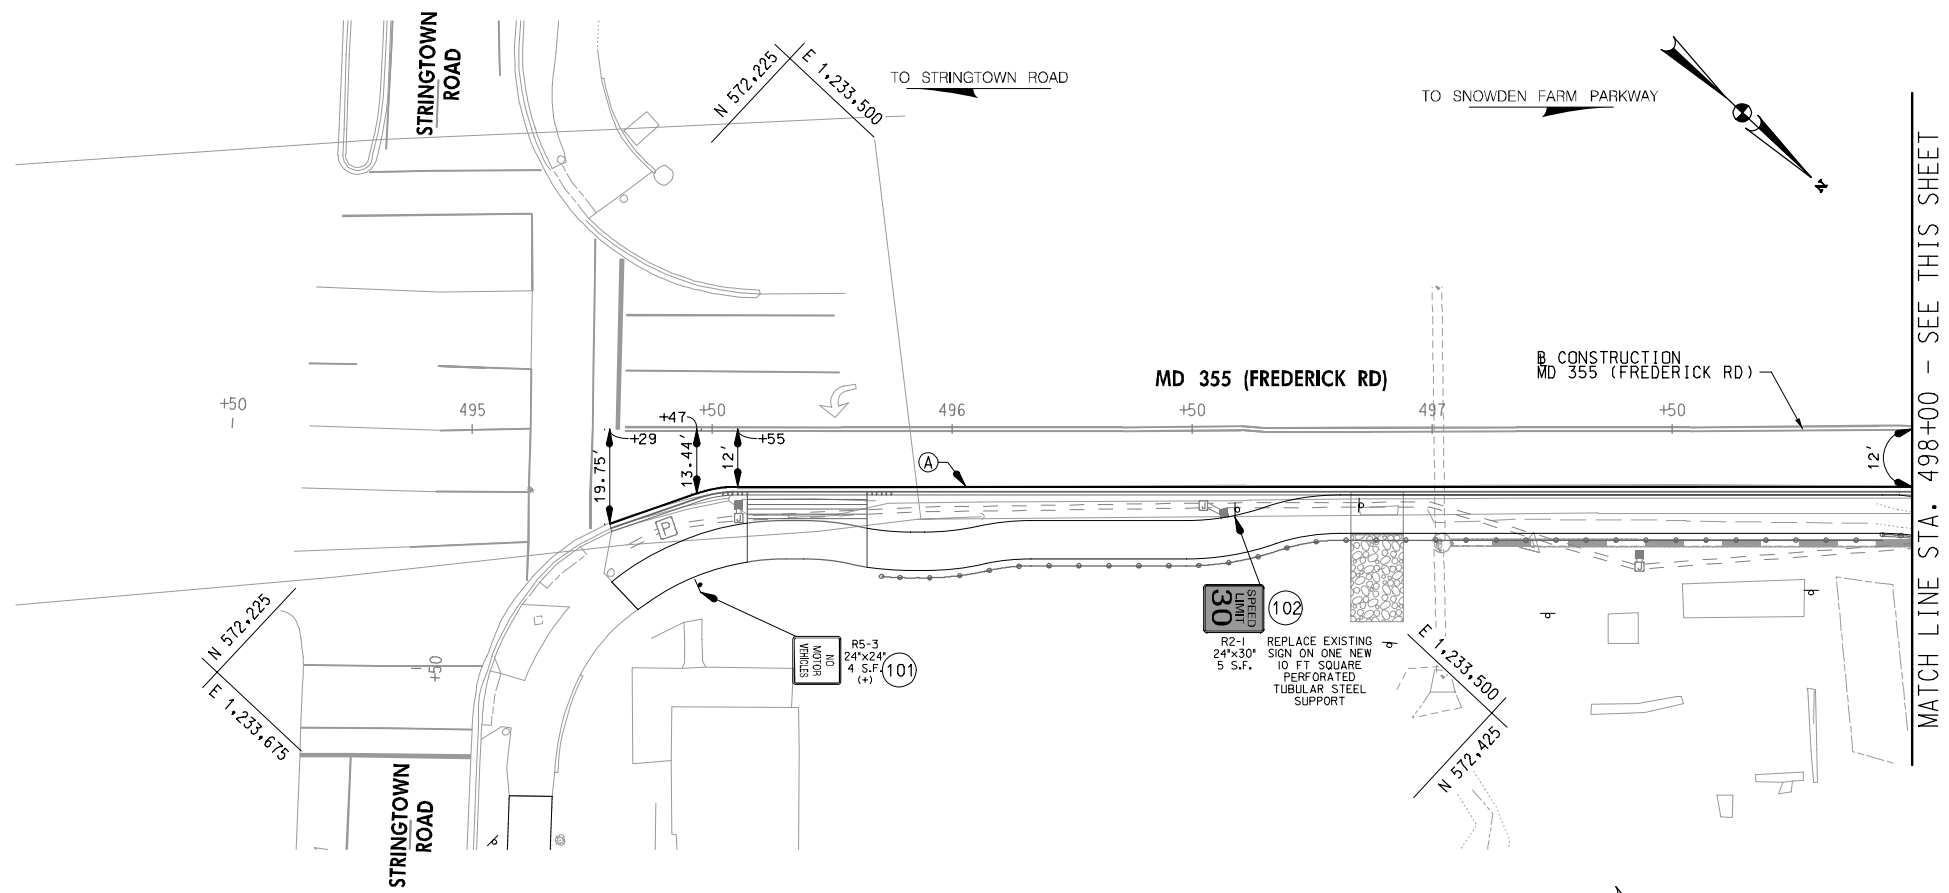 STRINGTOWN
ROAD
N 572,225
E 1,233,500
TO STRINGTOWN ROAD
TO SNOWDEN FARM PARKWAY
N
MATCH LINE STA. 498+00 - SEE THIS SHEET
MD 355 (FREDERICK RD)
B CONSTRUCTION
MD 355 (FREDERICK RD)
+50
495
+50
496
+50
497
+50
+47
+29
+55
19.75'
13.44'
12'
A
12'
P
J
J
J
SPEED
LIMIT
30
102
R2-1
24"x30"
5 S.F.
REPLACE EXISTING
SIGN ON ONE NEW
10 FT SQUARE
PERFORATED
TUBULAR STEEL
SUPPORT
NO
MOTOR
VEHICLES
R5-3
24"x24"
4 S.F.
(+)
101
N 572,225
E 1,233,675
+50
E 1,233,500
N 572,425
STRINGTOWN
ROAD